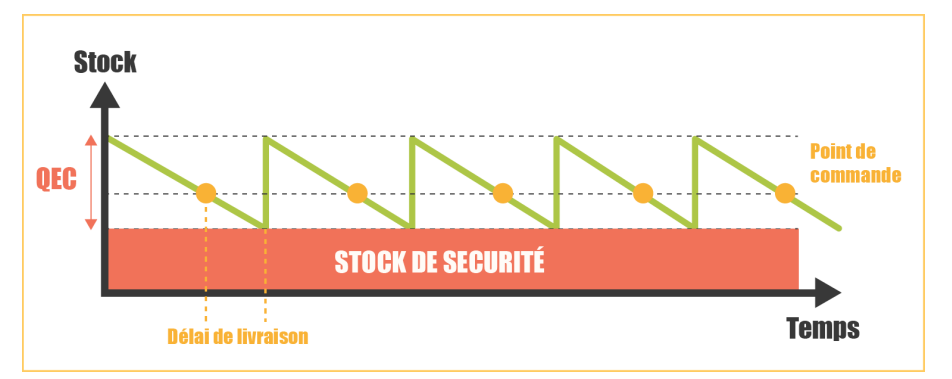 Stock
QEC
Point de
commande
STOCK DE SECURITÉ
Délai de livraison
Temps